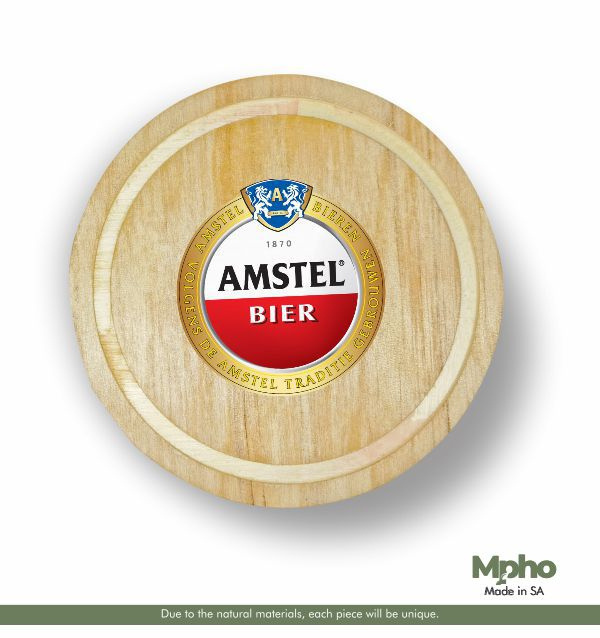 A
AMSTEL BIEREN VOLGENS DE AMSTEL TRADITIE GEBROUWEN
1870
AMSTEL®
BIER
Mpho
Made in SA
Due to the natural materials, each piece will be unique.